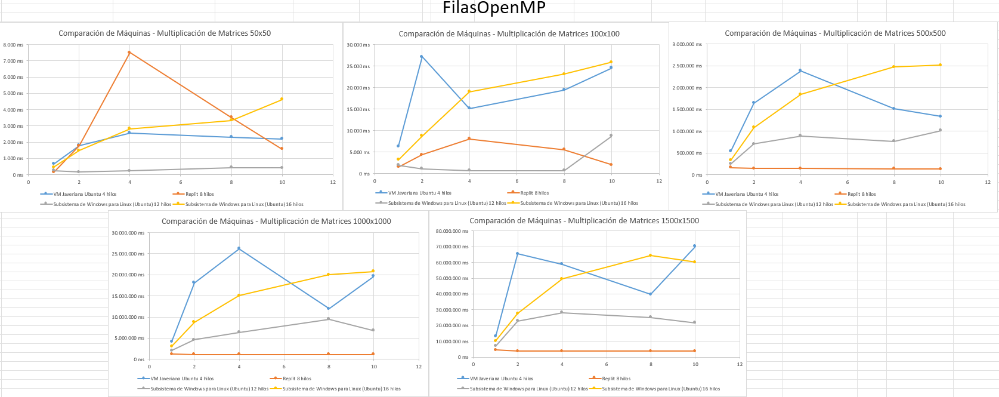 FilasOpenMP
Comparación de Máquinas - Multiplicación de Matrices 50x50
8.000 ms
7.000 ms
6.000 ms
5.000 ms
4.000 ms
3.000 ms
2.000 ms
1.000 ms
0 ms
0 2 4 6 8 10 12
VM Javeriana Ubuntu 4 hilos Replit 8 hilos
Subsistema de Windows para Linux (Ubuntu) 12 hilos Subsistema de Windows para Linux (Ubuntu) 16 hilos
Comparación de Máquinas - Multiplicación de Matrices 100x100
30.000 ms
25.000 ms
20.000 ms
15.000 ms
10.000 ms
5.000 ms
0 ms
0 2 4 6 8 10 12
VM Javeriana Ubuntu 4 hilos Replit 8 hilos
Subsistema de Windows para Linux (Ubuntu) 12 hilos Subsistema de Windows para Linux (Ubuntu) 16 hilos
Comparación de Máquinas - Multiplicación de Matrices 500x500
3.000.000 ms
2.500.000 ms
2.000.000 ms
1.500.000 ms
1.000.000 ms
500.000 ms
0 ms
0 2 4 6 8 10 12
VM Javeriana Ubuntu 4 hilos Replit 8 hilos
Subsistema de Windows para Linux (Ubuntu) 12 hilos Subsistema de Windows para Linux (Ubuntu) 16 hilos
Comparación de Máquinas - Multiplicación de Matrices 1000x1000
30.000.000 ms
25.000.000 ms
20.000.000 ms
15.000.000 ms
10.000.000 ms
5.000.000 ms
0 ms
0 2 4 6 8 10 12
VM Javeriana Ubuntu 4 hilos Replit 8 hilos
Subsistema de Windows para Linux (Ubuntu) 12 hilos Subsistema de Windows para Linux (Ubuntu) 16 hilos
Comparación de Máquinas - Multiplicación de Matrices 1500x1500
80.000.000 ms
70.000.000 ms
60.000.000 ms
50.000.000 ms
40.000.000 ms
30.000.000 ms
20.000.000 ms
10.000.000 ms
0 ms
0 2 4 6 8 10 12
VM Javeriana Ubuntu 4 hilos Replit 8 hilos
Subsistema de Windows para Linux (Ubuntu) 12 hilos Subsistema de Windows para Linux (Ubuntu) 16 hilos